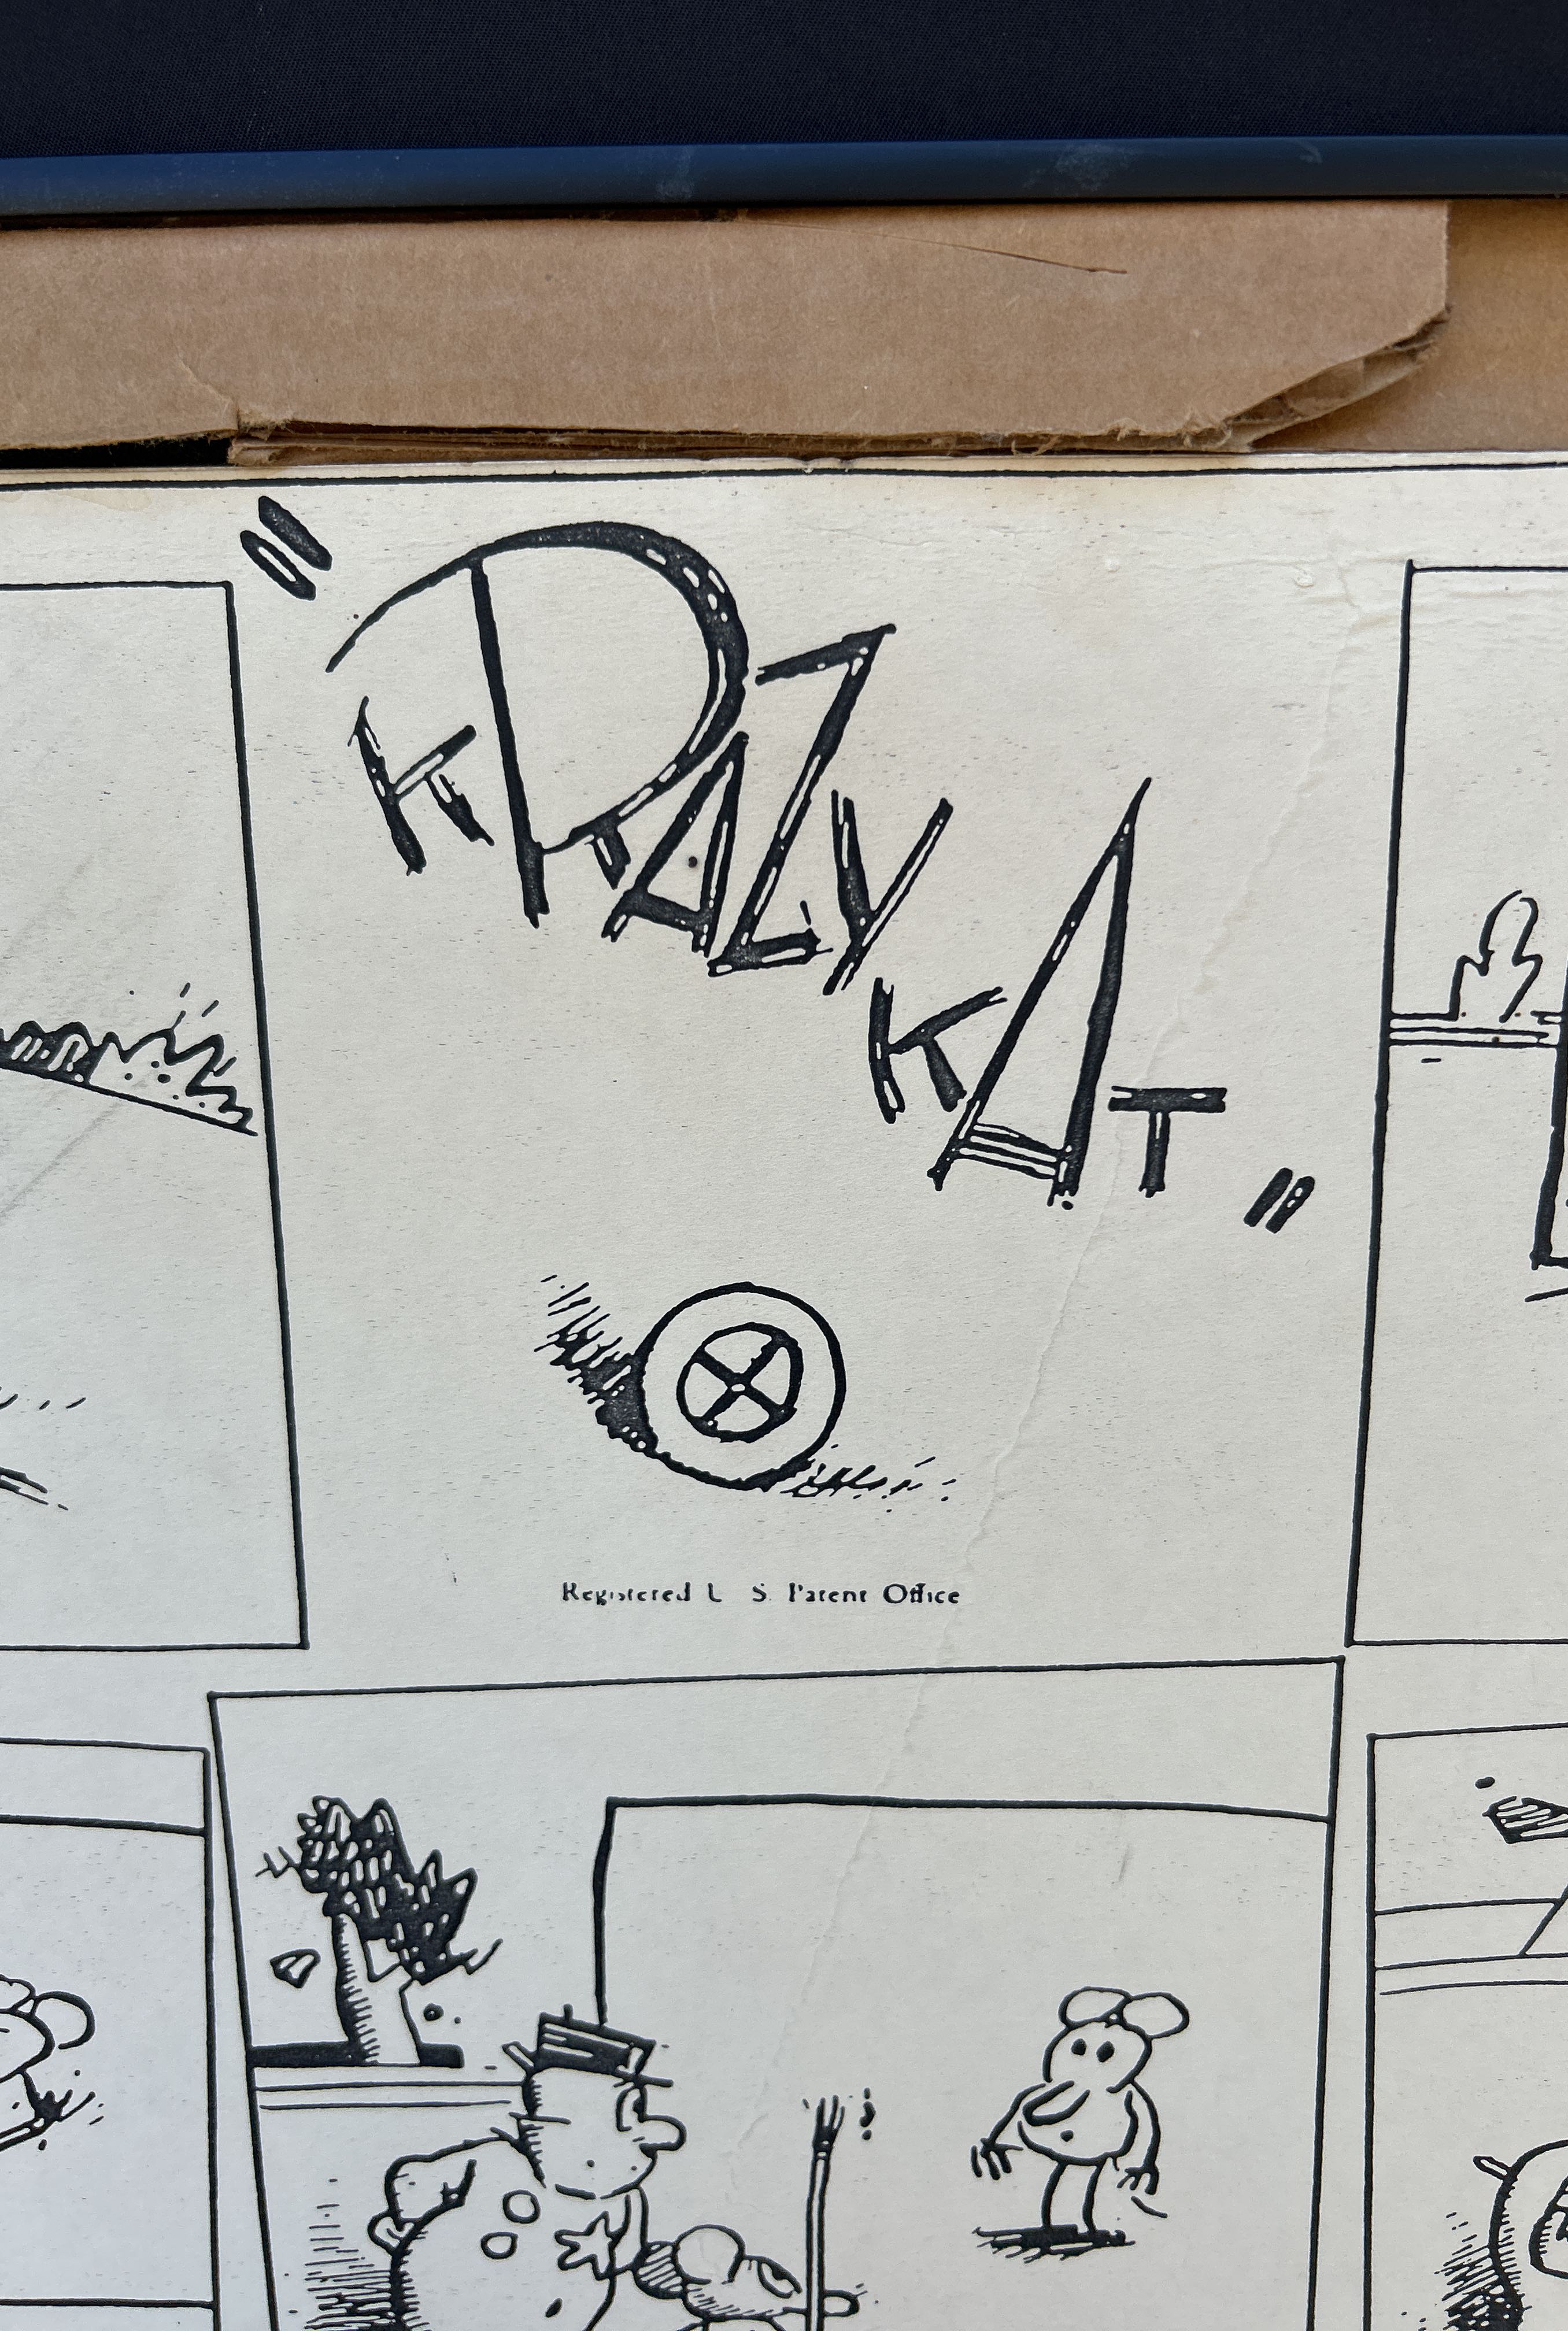 "KRAZY
KAT"
Registered U S. Patent Office